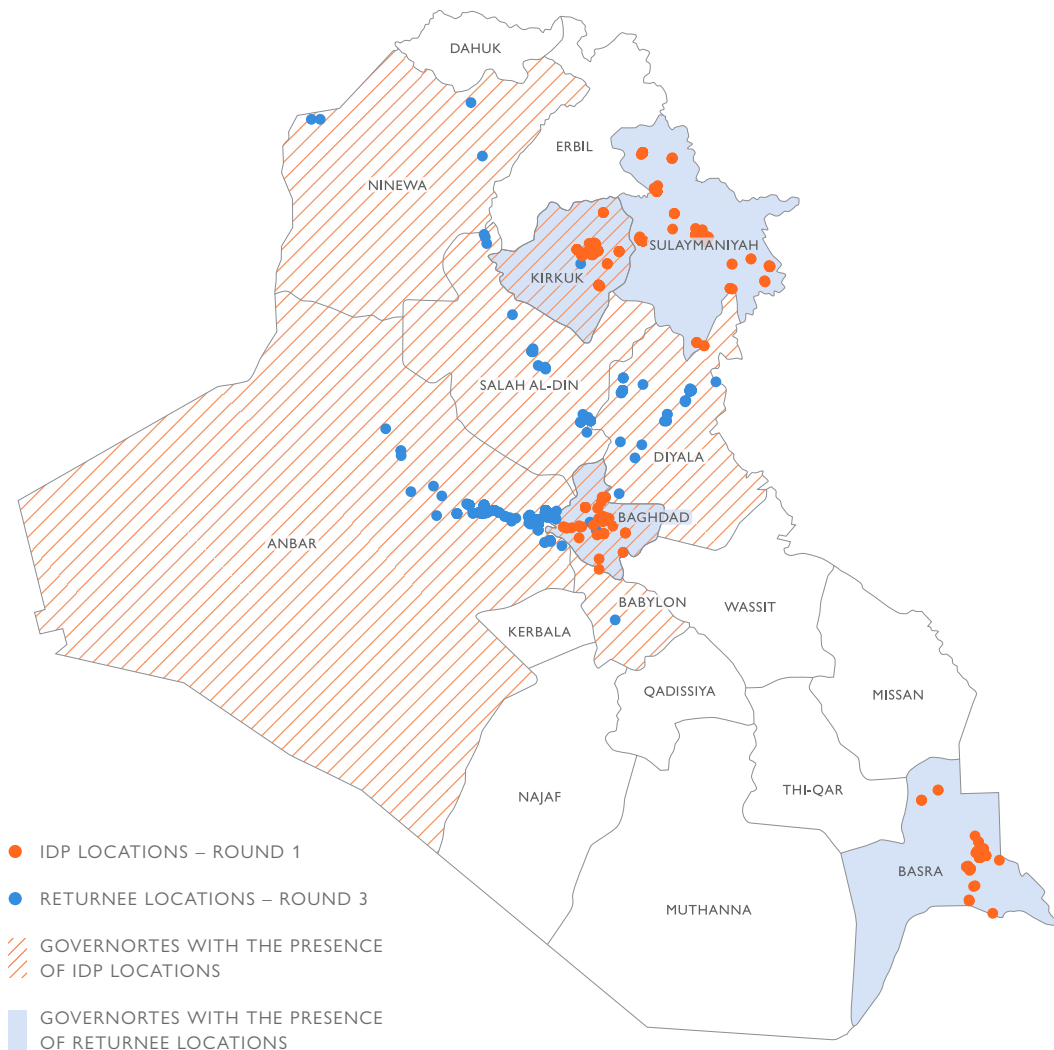 DAHUK
ERBIL
NINEWA
SULAYMANIYAH
KIRKUK
SALAH AL-DIN
DIYALA
BAGHDAD
ANBAR
BABYLON
WASSIT
KERBALA
QADISSIYA
MISSAN
NAJAF
THI-QAR
BASRA
MUTHANNA
IDP LOCATIONS – ROUND 1
RETURNEE LOCATIONS – ROUND 3
GOVERNORTES WITH THE PRESENCE
OF IDP LOCATIONS
GOVERNORTES WITH THE PRESENCE
OF RETURNEE LOCATIONS